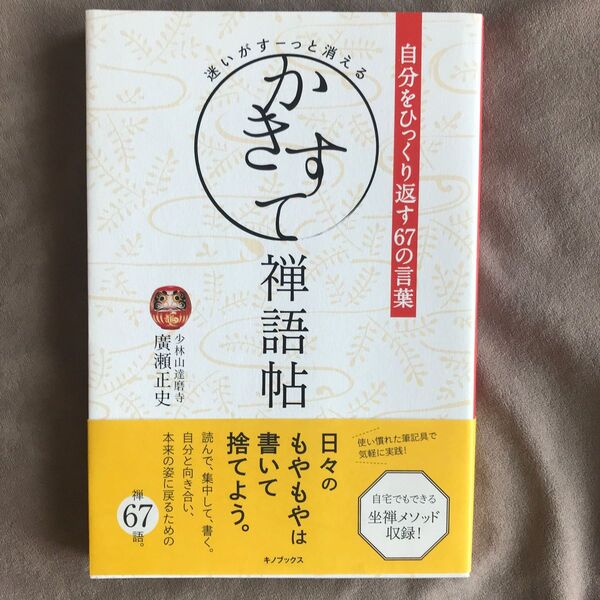 自分をひっくり返す67の言葉
迷いがすーっと消える
かきすて
禅語帖
少林山達磨寺
廣瀬正史
使い慣れた筆記具で
気軽に実践!
自宅でもできる
坐禅メソッド
収録!
日々の
もやもやは
書いて
捨てよう。
読んで、集中して、書く。
自分と向き合い、
本来の姿に戻るための
禅67語。
キノブックス